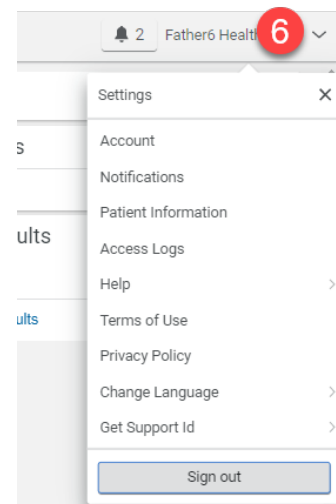 2 Father6 Healt 6
Settings
s
Account
Notifications
Patient Information
ults
Access Logs
Help
ults
Terms of Use
Privacy Policy
Change Language
Get Support Id
Sign out